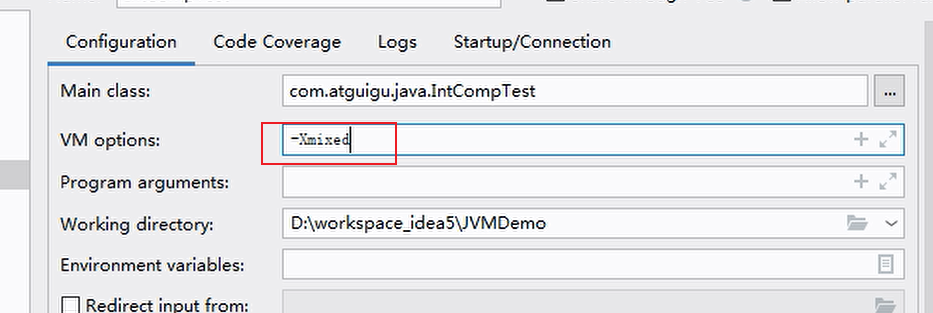 Configuration Code Coverage Logs Startup/Connection
Main class: com.atguigu.java.IntCompTest ...
VM options: -Xmixed
Program arguments:
Working directory: D:\workspace_idea5\JVMDemo
Environment variables:
Redirect input from: